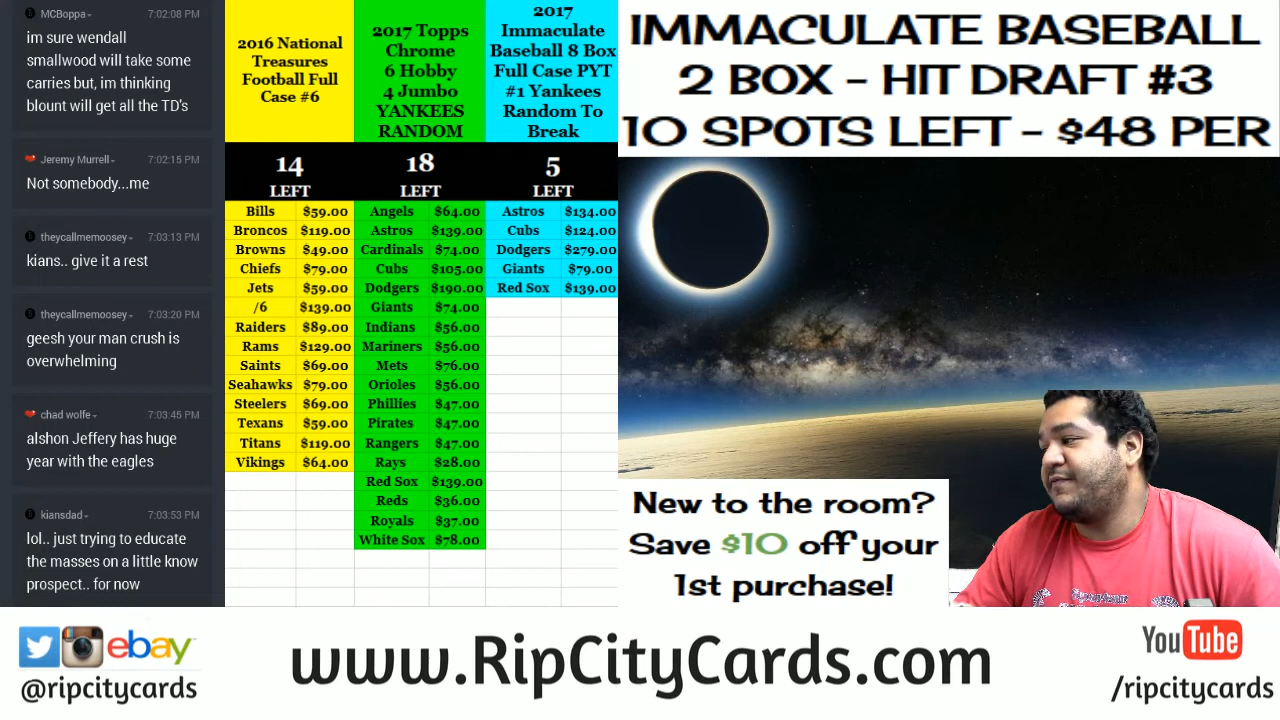 MCBoppa 7:02:08 PM
im sure wendall
smallwood will take some
carries but, im thinking
blount will get all the TD's
Jeremy Murrell 7:02:15 PM
Not somebody...me
theycallmemoosey 7:03:13 PM
kians.. give it a rest
theycallmemoosey 7:03:20 PM
geesh your man crush is
overwhelming
chad wolfe 7:03:45 PM
alshon Jeffery has huge
year with the eagles
kiansdad 7:03:53 PM
lol.. just trying to educate
the masses on a little know
prospect.. for now
2016 National
Treasures
Football Full
Case #6
14
LEFT
Bills $59.00
Broncos $119.00
Browns $49.00
Chiefs $79.00
Jets $59.00
/6 $139.00
Raiders $89.00
Rams $129.00
Saints $69.00
Seahawks $79.00
Steelers $69.00
Texans $59.00
Titans $119.00
Vikings $64.00
2017 Topps
Chrome
6 Hobby
4 Jumbo
YANKEES
RANDOM
18
LEFT
Angels $64.00
Astros $139.00
Cardinals $74.00
Cubs $105.00
Dodgers $190.00
Giants $74.00
Indians $56.00
Mariners $56.00
Mets $76.00
Orioles $56.00
Phillies $47.00
Pirates $47.00
Rangers $47.00
Rays $28.00
Red Sox $139.00
Reds $36.00
Royals $37.00
White Sox $78.00
2017
Immaculate
Baseball 8 Box
Full Case PYT
#1 Yankees
Random To
Break
5
LEFT
Astros $134.00
Cubs $124.00
Dodgers $279.00
Giants $79.00
Red Sox $139.00
IMMACULATE BASEBALL
2 BOX - HIT DRAFT #3
10 SPOTS LEFT - $48 PER
New to the room?
Save $10 off your
1st purchase!
ebay
@ripcitycards
www.RipCityCards.com
YouTube
/ripcitycards